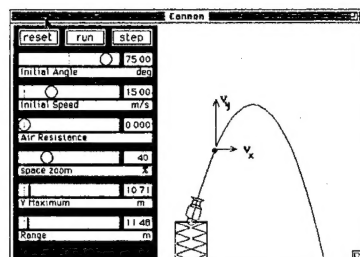 Cannon
reset run step
75.00
Initial Angle deg
15.00
Initial Speed m/s
0.000
Air Resistence
40
space zoom %
10.71
Y Maximum m
11.48
Range m
Vy
Vx